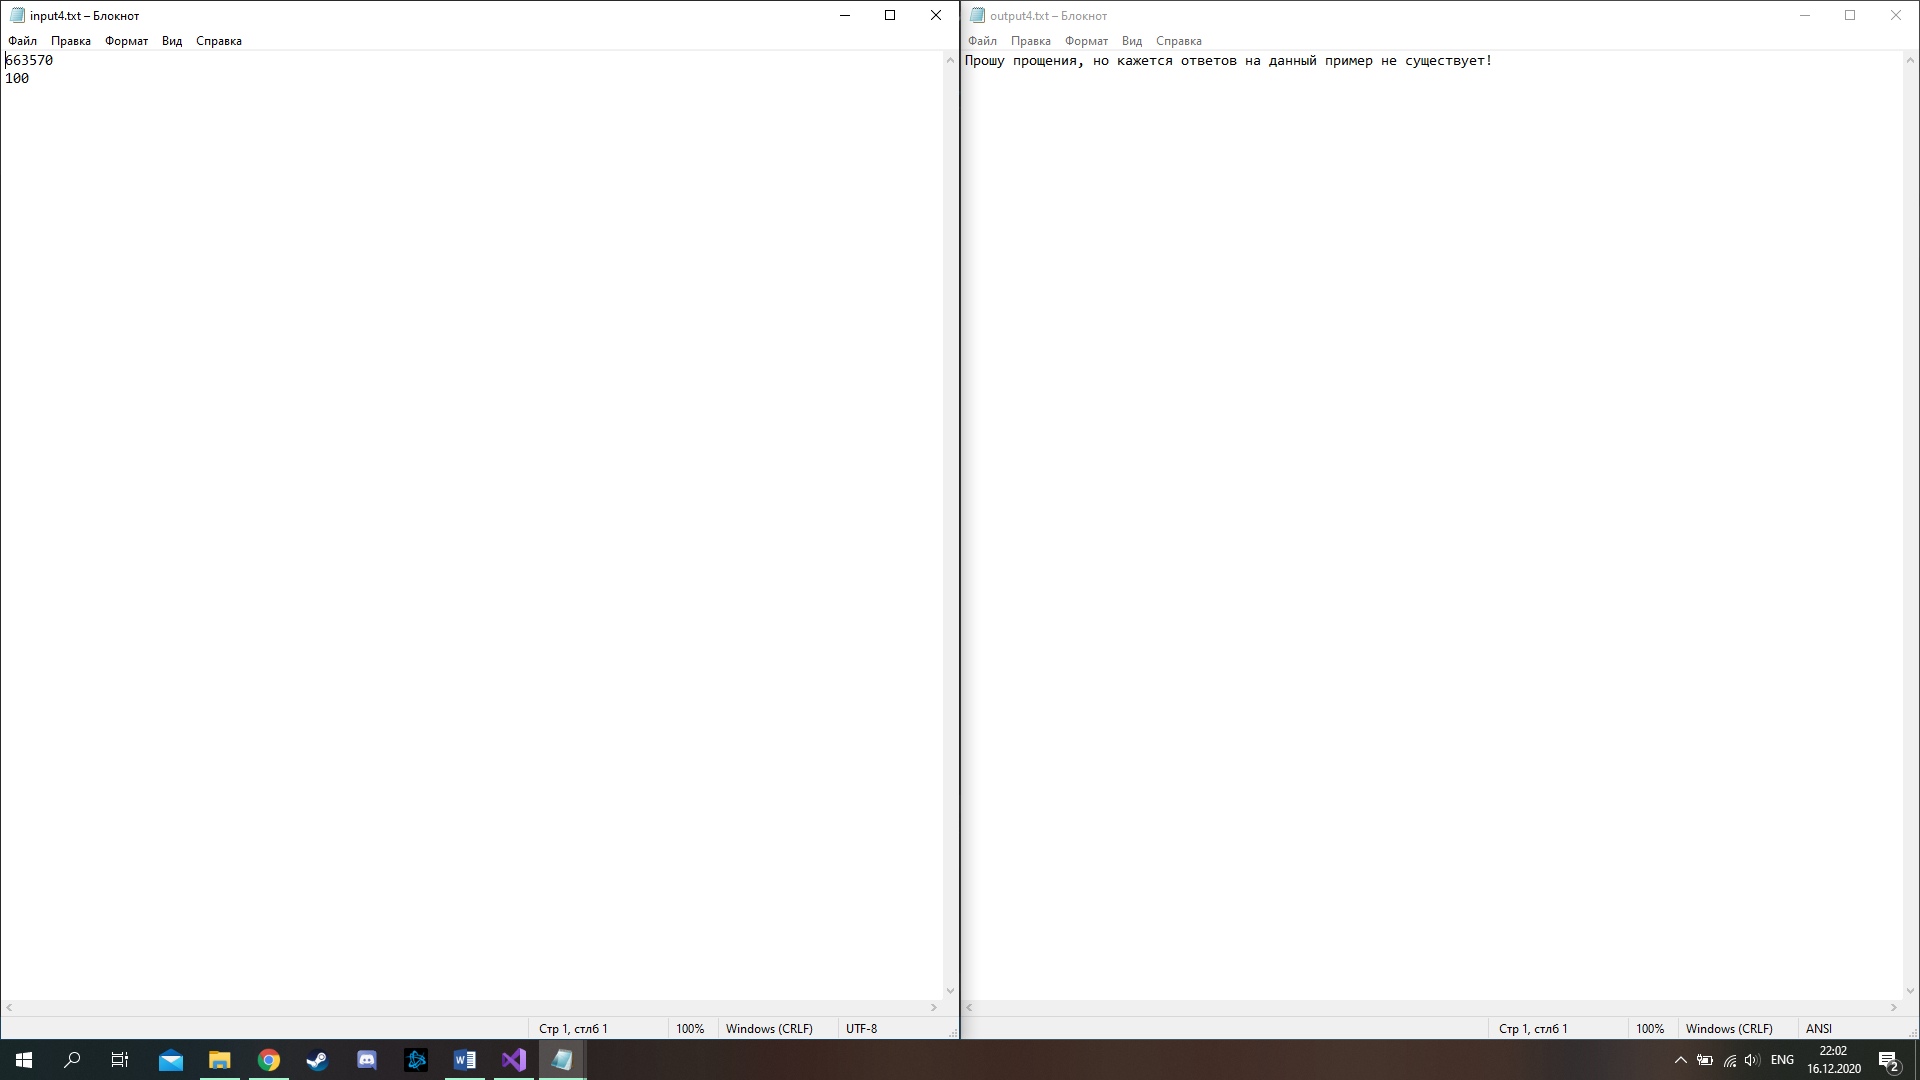 input4.txt – Блокнот
Файл Правка Формат Вид Справка
663570
100
Стр 1, стлб 1 100% Windows (CRLF) UTF-8
output4.txt – Блокнот
Файл Правка Формат Вид Справка
Прошу прощения, но кажется ответов на данный пример не существует!
Стр 1, стлб 1 100% Windows (CRLF) ANSI
ENG
22:02
16.12.2020
2